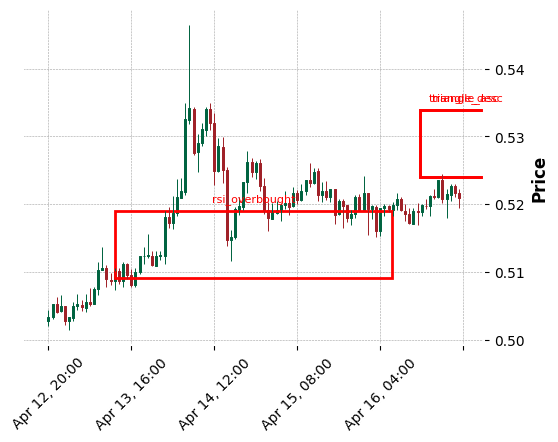 0.54
0.53
Price
0.52
rsi_overbought
0.51
0.50
Apr 12, 20:00
Apr 13, 16:00
Apr 14, 12:00
Apr 15, 08:00
Apr 16, 04:00